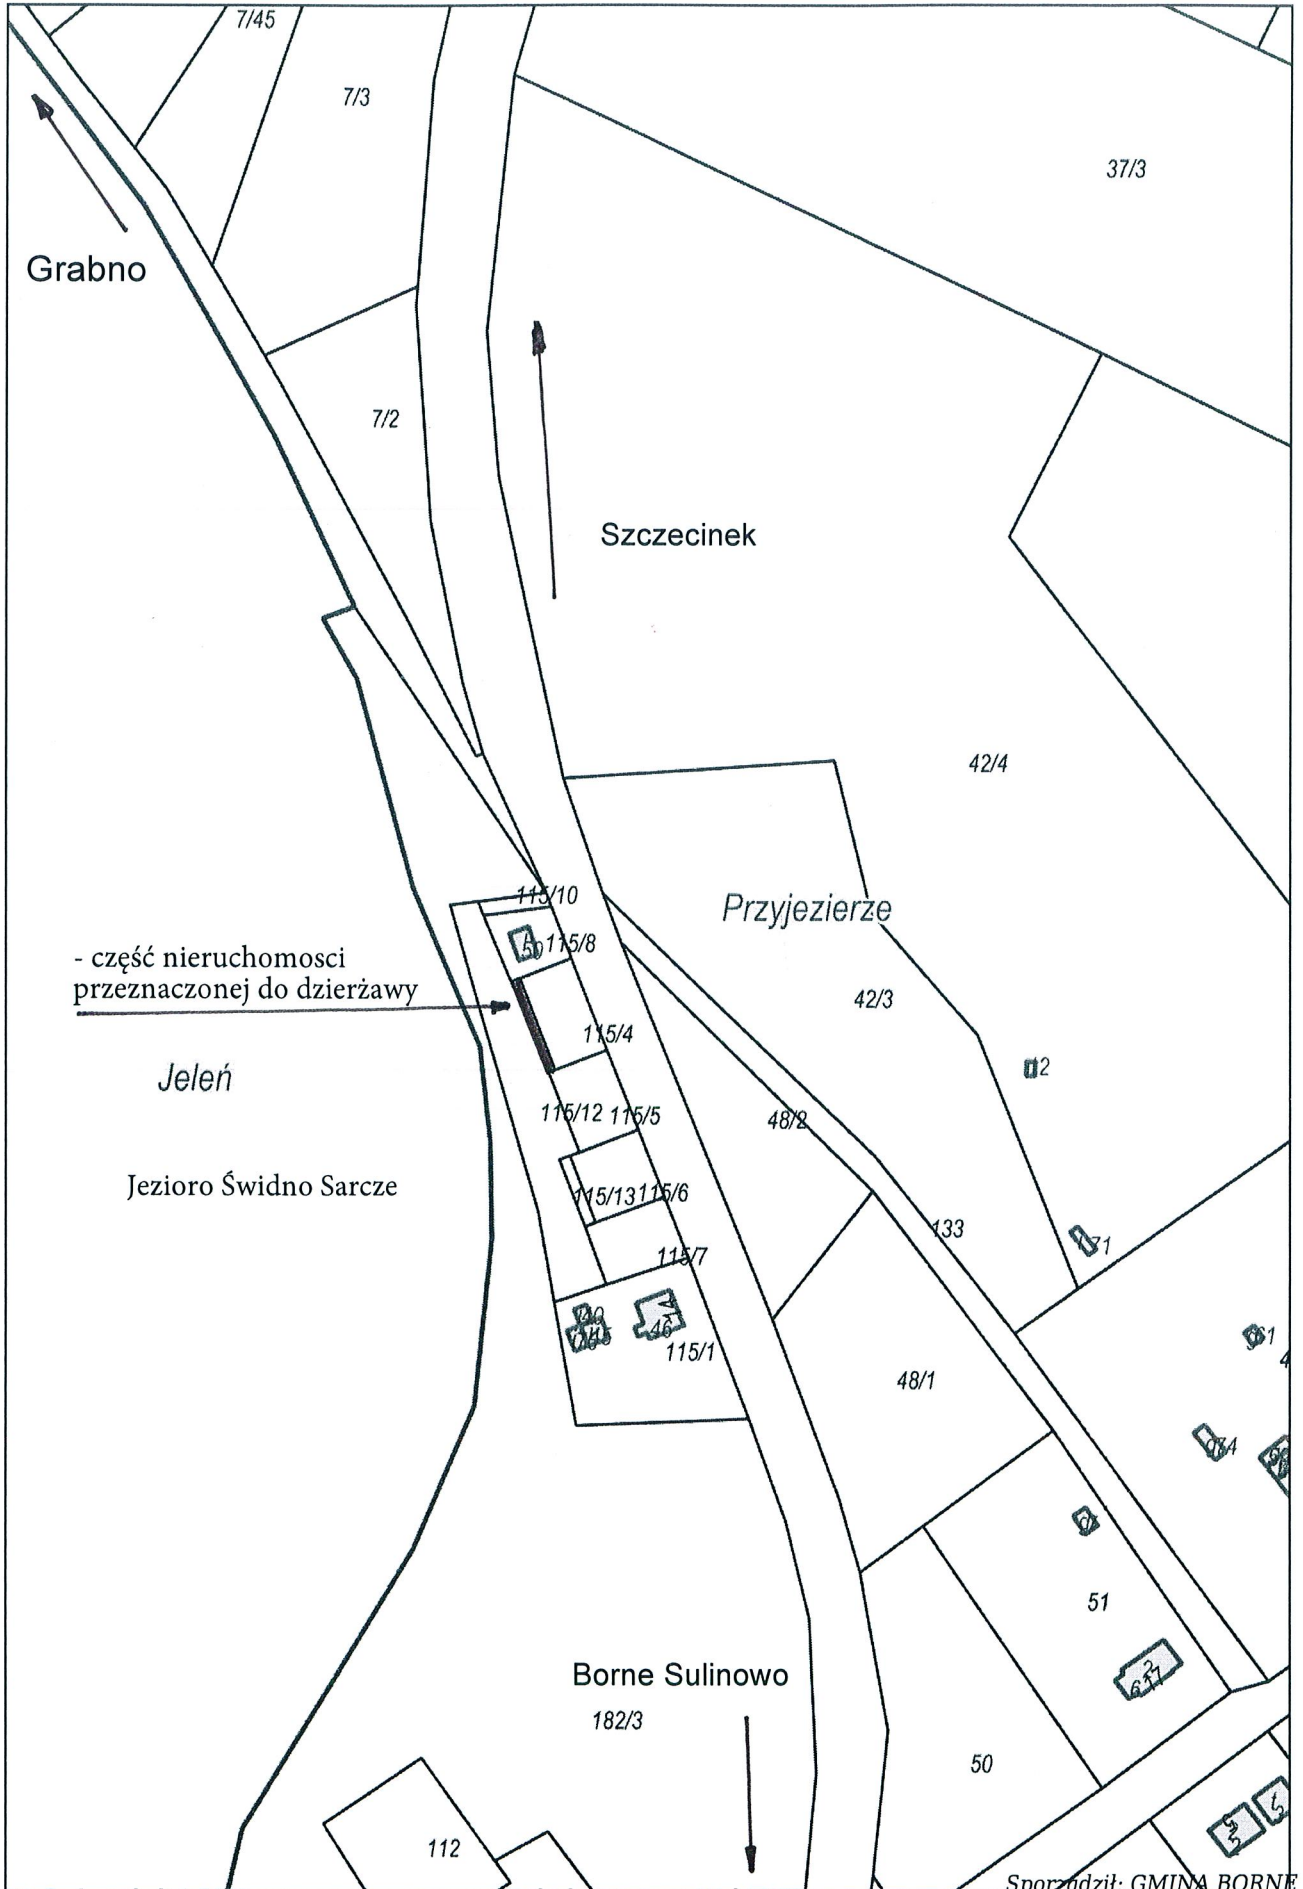 7/45
7/3
37/3
Grabno
7/2
Szczecinek
42/4
115/10
Przyjezierze
50 115/8
- część nieruchomosci
przeznaczonej do dzierżawy
42/3
115/4
Jeleń
2
115/12 115/5
48/2
Jezioro Świdno Sarcze
115/13 115/6
133
115/7
46
115/1
48/1
51
Borne Sulinowo
182/3
50
112
Sporządził: GMINA BORNE